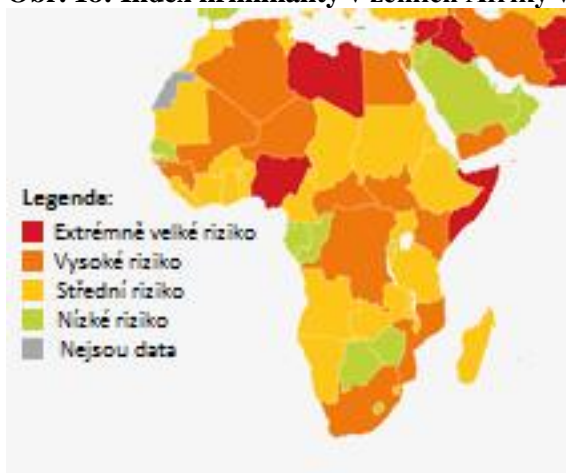 Obr. 18: Index kriminality v zemích Afriky v
Legenda:
Extrémně velké riziko
Vysoké riziko
Střední riziko
Nízké riziko
Nejsou data